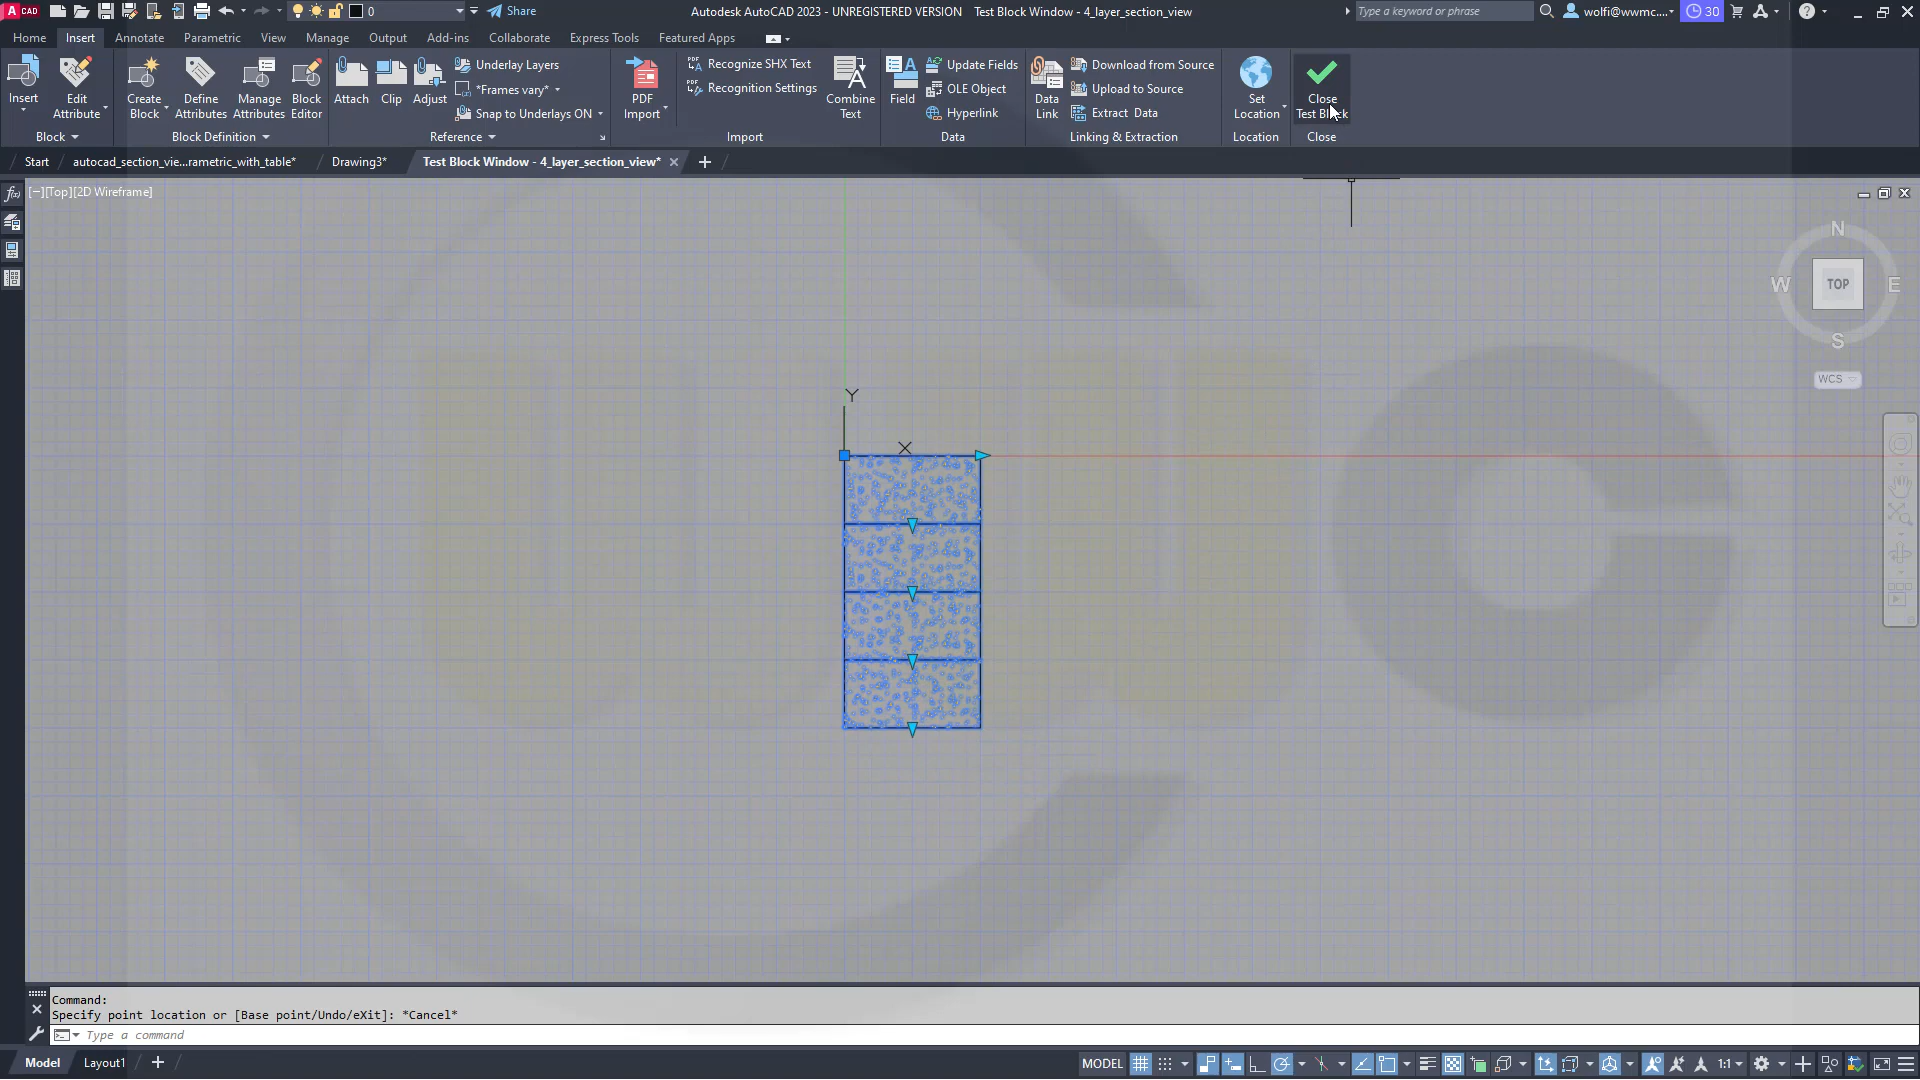 CAD
0
Share
Autodesk AutoCAD 2023 - UNREGISTERED VERSION
Test Block Window - 4_layer_section_view
Type a keyword or phrase
wolfi@wwmc....
30
Home Insert Annotate Parametric View Manage Output Add-ins Collaborate Express Tools Featured Apps
Insert
Edit
Attribute
Block
Create
Block
Define
Attributes
Manage
Attributes
Block
Editor
Block Definition
Attach
Clip
Adjust
Underlay Layers
*Frames vary*
Snap to Underlays ON
Reference
PDF
Import
Recognize SHX Text
Recognition Settings
Combine
Text
Import
Field
Update Fields
OLE Object
Hyperlink
Data
Data
Link
Download from Source
Upload to Source
Extract Data
Linking & Extraction
Set
Location
Location
Close
Test Block
Close
Start
autocad_section_vie...rametric_with_table*
Drawing3*
Test Block Window - 4_layer_section_view*
[−][Top][2D Wireframe]
N
W TOP E
S
WCS
Y
X
Command:
Specify point location or [Base point/Undo/eXit]: *Cancel*
Type a command
Model Layout1
MODEL
1:1